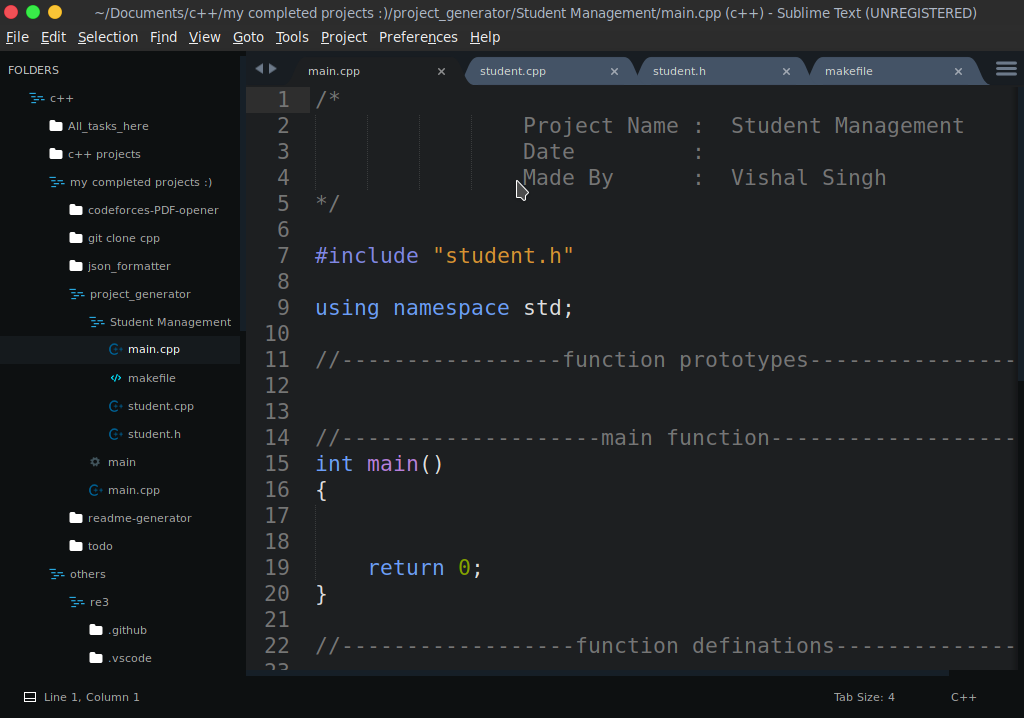 ~/Documents/c++/my completed projects :)/project_generator/Student Management/main.cpp (c++) - Sublime Text (UNREGISTERED)
File Edit Selection Find View Goto Tools Project Preferences Help
FOLDERS
c++
All_tasks_here
c++ projects
my completed projects :)
codeforces-PDF-opener
git clone cpp
json_formatter
project_generator
Student Management
main.cpp
makefile
student.cpp
student.h
main
main.cpp
readme-generator
todo
others
re3
.github
.vscode
main.cpp × student.cpp × student.h × makefile ×
1 /*
2 Project Name : Student Management
3 Date :
4 Made By : Vishal Singh
5 */
6
7 #include "student.h"
8
9 using namespace std;
10
11 //-----------------function prototypes----------------
12
13
14 //--------------------main function-------------------
15 int main()
16 {
17
18
19 return 0;
20 }
21
22 //------------------function definations--------------
23
Line 1, Column 1 Tab Size: 4 C++